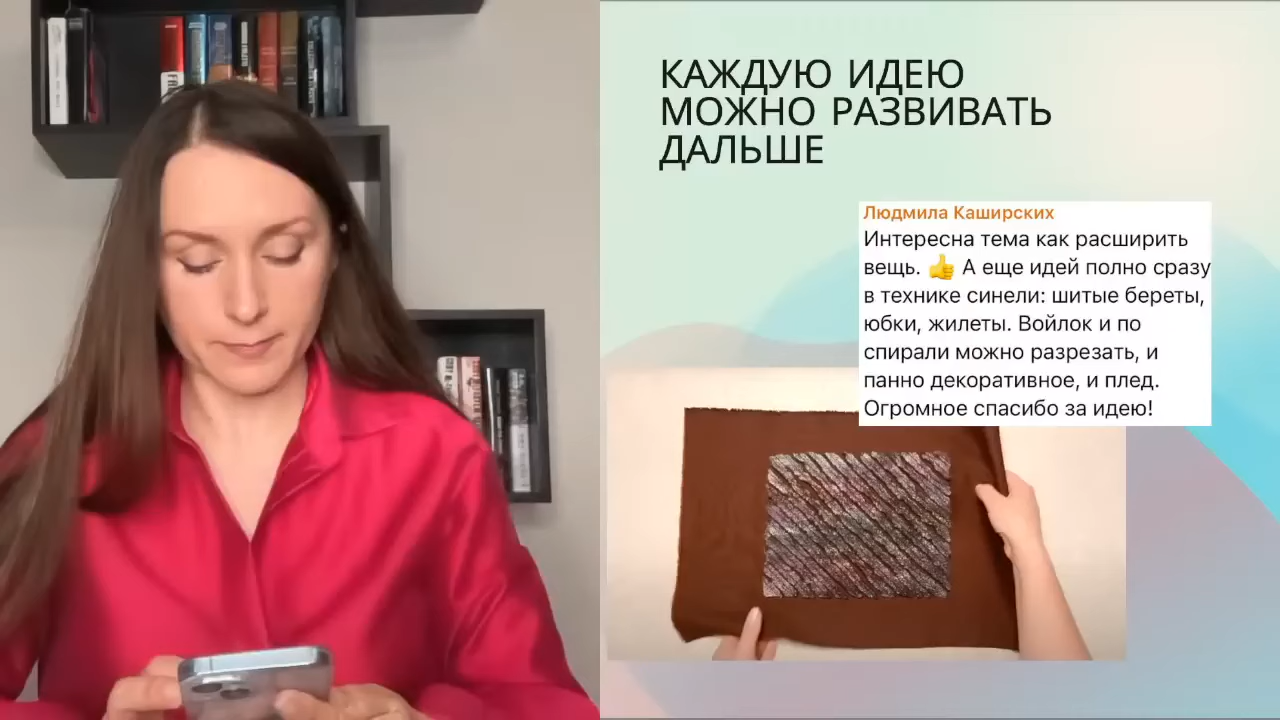 КАЖДУЮ ИДЕЮ
МОЖНО РАЗВИВАТЬ
ДАЛЬШЕ
Людмила Каширских
Интересна тема как расширить
вещь. 👍 А еще идей полно сразу
в технике синели: шитые береты,
юбки, жилеты. Войлок и по
спирали можно разрезать, и
панно декоративное, и плед.
Огромное спасибо за идею!